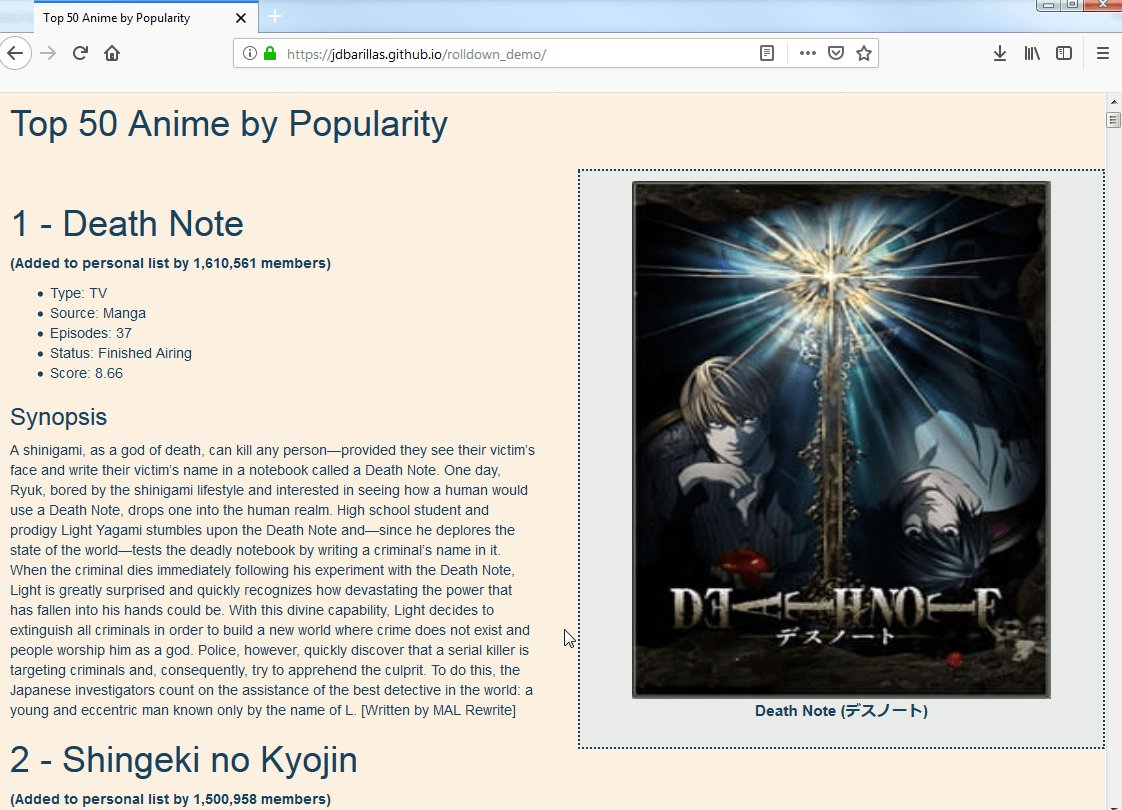 Top 50 Anime by Popularity
https://jdbarillas.github.io/rolldown_demo/
Top 50 Anime by Popularity
1 - Death Note
(Added to personal list by 1,610,561 members)
Type: TV
Source: Manga
Episodes: 37
Status: Finished Airing
Score: 8.66
Synopsis
A shinigami, as a god of death, can kill any person—provided they see their victim’s
face and write their victim’s name in a notebook called a Death Note. One day,
Ryuk, bored by the shinigami lifestyle and interested in seeing how a human would
use a Death Note, drops one into the human realm. High school student and
prodigy Light Yagami stumbles upon the Death Note and—since he deplores the
state of the world—tests the deadly notebook by writing a criminal’s name in it.
When the criminal dies immediately following his experiment with the Death Note,
Light is greatly surprised and quickly recognizes how devastating the power that
has fallen into his hands could be. With this divine capability, Light decides to
extinguish all criminals in order to build a new world where crime does not exist and
people worship him as a god. Police, however, quickly discover that a serial killer is
targeting criminals and, consequently, try to apprehend the culprit. To do this, the
Japanese investigators count on the assistance of the best detective in the world: a
young and eccentric man known only by the name of L. [Written by MAL Rewrite]
DEATHNOTE
デスノート
Death Note (デスノート)
2 - Shingeki no Kyojin
(Added to personal list by 1,500,958 members)